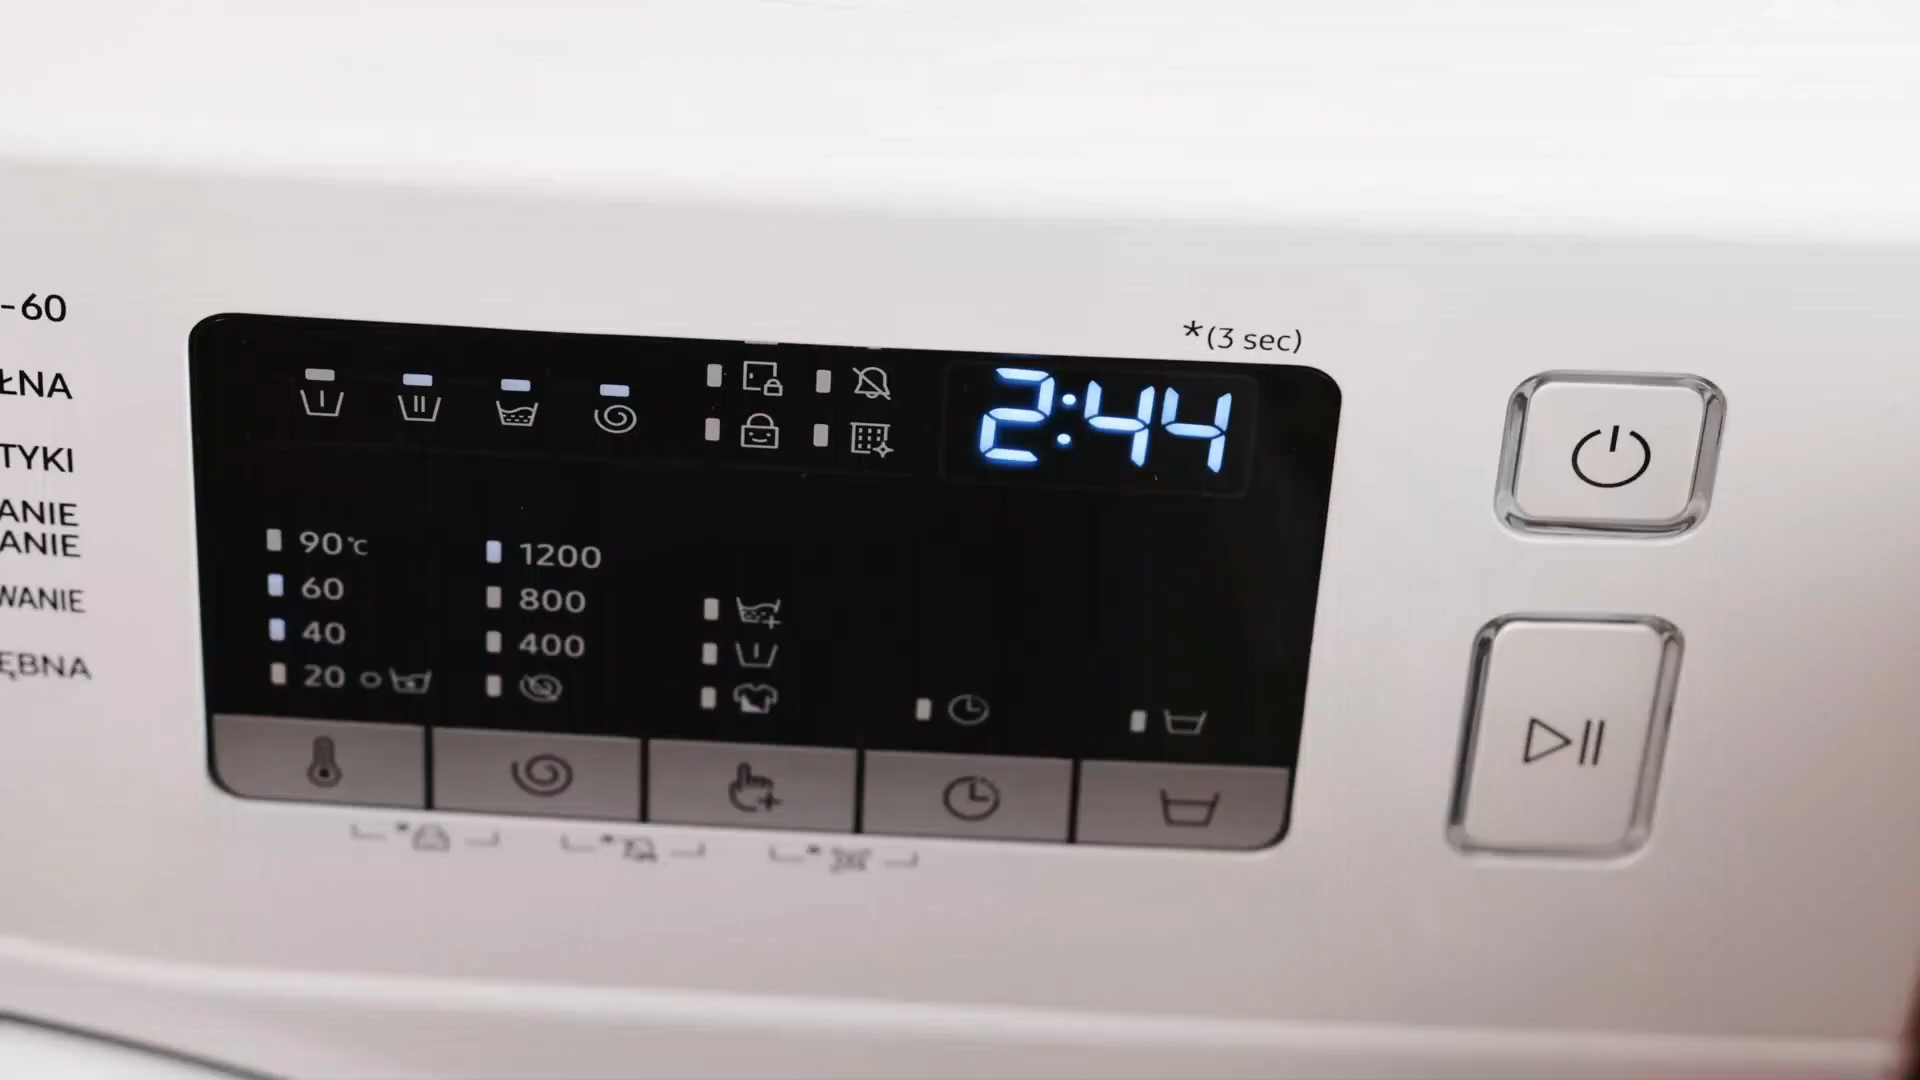 -60
ŁNA
TYKI
ANIE
ANIE
WANIE
ĘBNA
*(3 sec)
2:44
90°C
60
40
20
1200
800
400